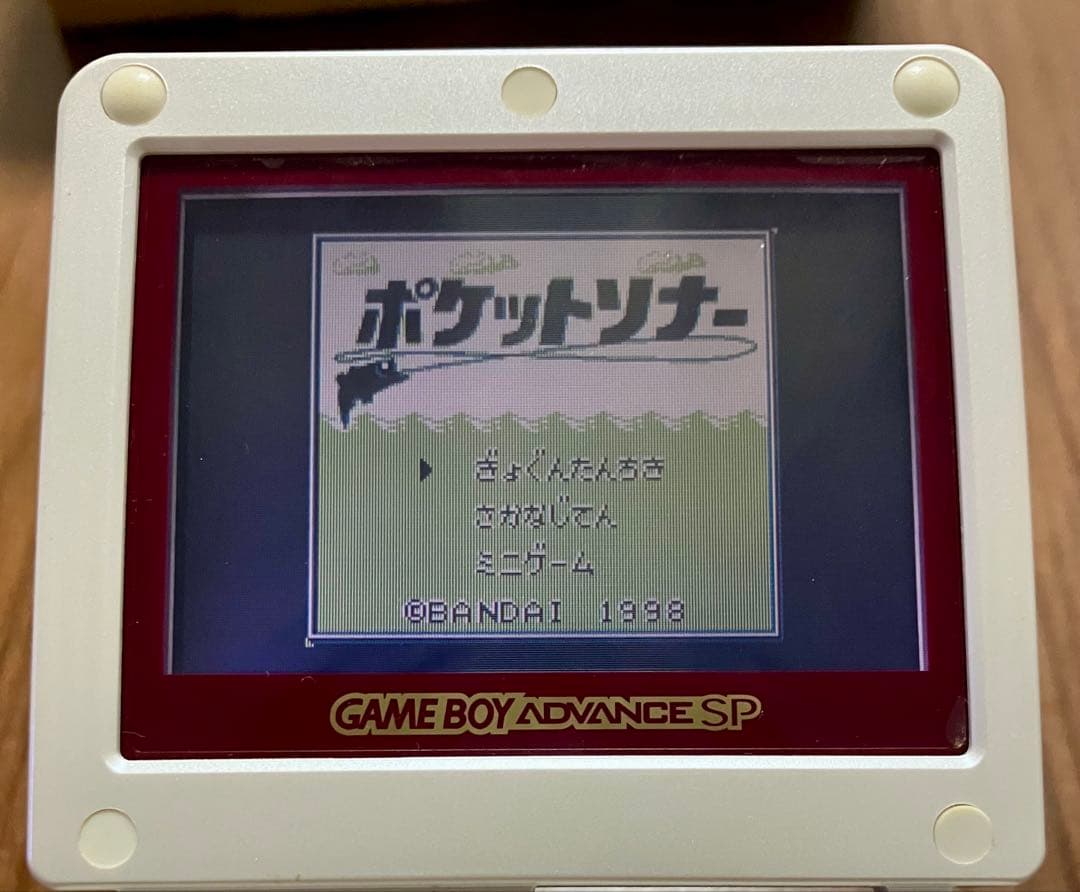 ポケットソナー
ぎょぐんたんちき
さかなじてん
ミニゲーム
©BANDAI 1998
GAME BOY ADVANCE SP